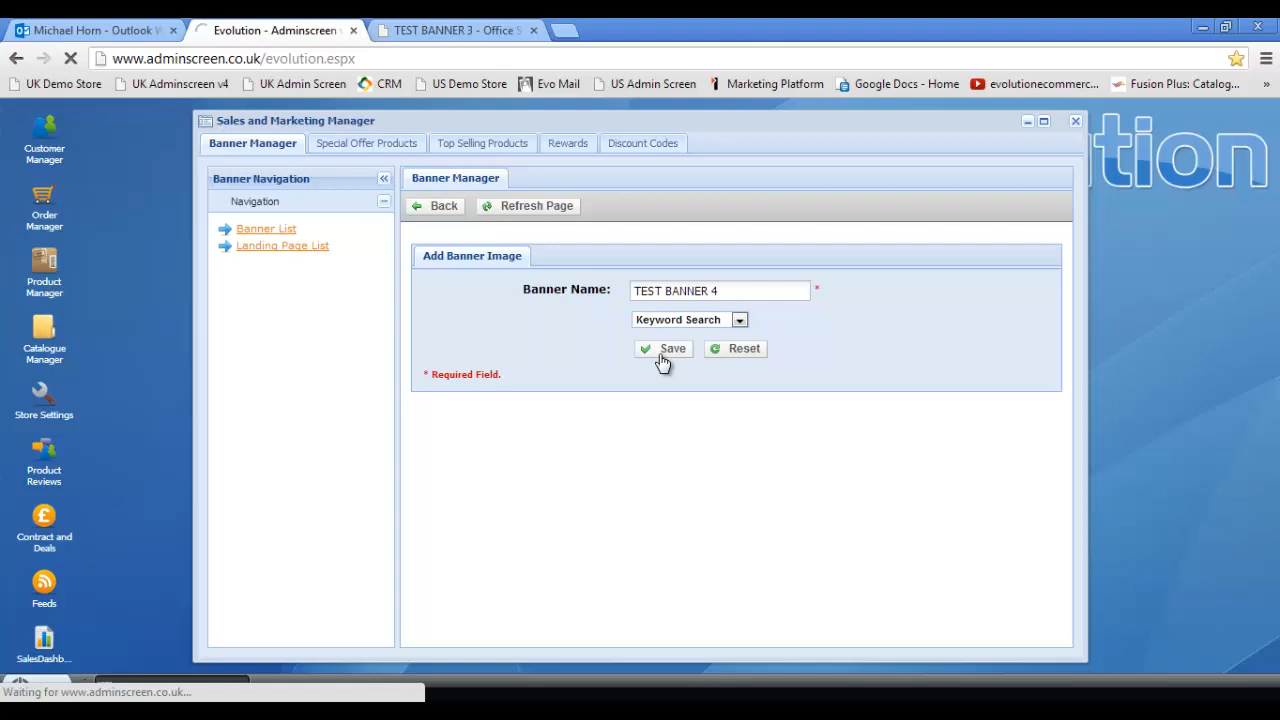 Michael Horn - Outlook W
Evolution - Adminscreen v
TEST BANNER 3 - Office S
www.adminscreen.co.uk/evolution.espx
UK Demo Store
UK Adminscreen v4
UK Admin Screen
CRM
US Demo Store
Evo Mail
US Admin Screen
Marketing Platform
Google Docs - Home
evolutionecommerc...
Fusion Plus: Catalog...
»
Sales and Marketing Manager
Banner Manager
Special Offer Products
Top Selling Products
Rewards
Discount Codes
Banner Navigation
Navigation
Banner List
Landing Page List
Banner Manager
Back
Refresh Page
Add Banner Image
Banner Name:
TEST BANNER 4
*
Keyword Search
Save
Reset
* Required Field.
Customer
Manager
Order
Manager
Product
Manager
Catalogue
Manager
Store Settings
Product
Reviews
Contract and
Deals
Feeds
SalesDashb...
tion
Waiting for www.adminscreen.co.uk...